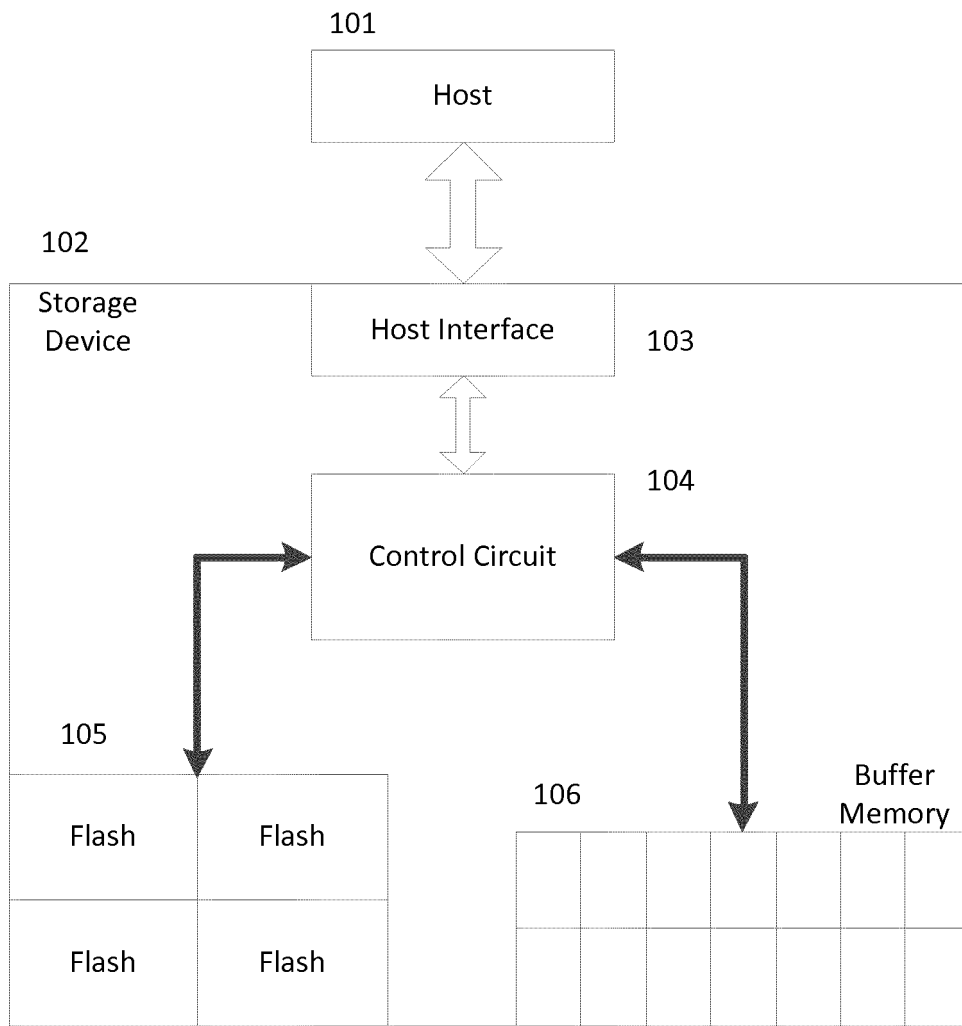 101
Host
102
Storage
Device
Host Interface
103
104
Control Circuit
105
Buffer
Memory
106
Flash
Flash
Flash
Flash